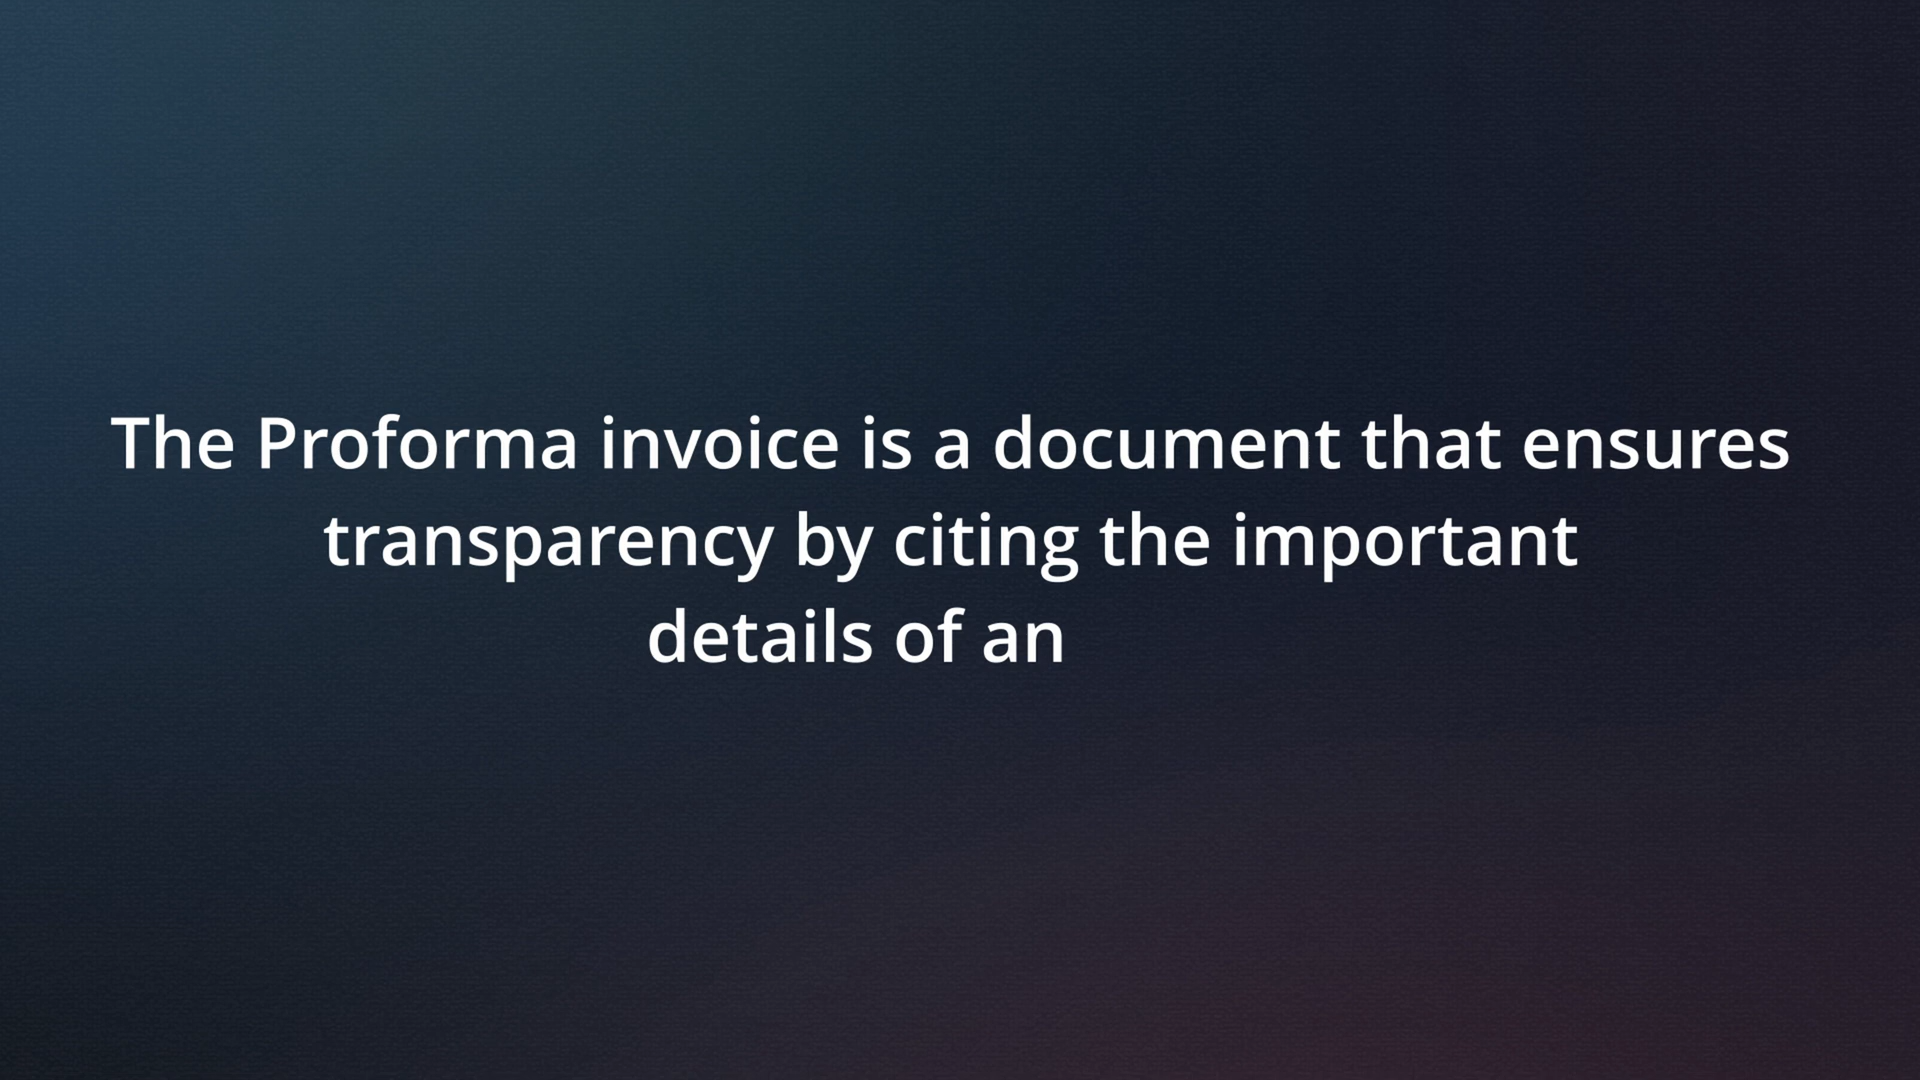 The Proforma invoice is a document that ensures
transparency by citing the important
details of an